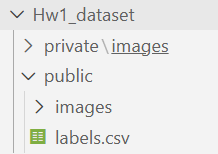 Hw1_dataset
private\images
public
images
labels.csv